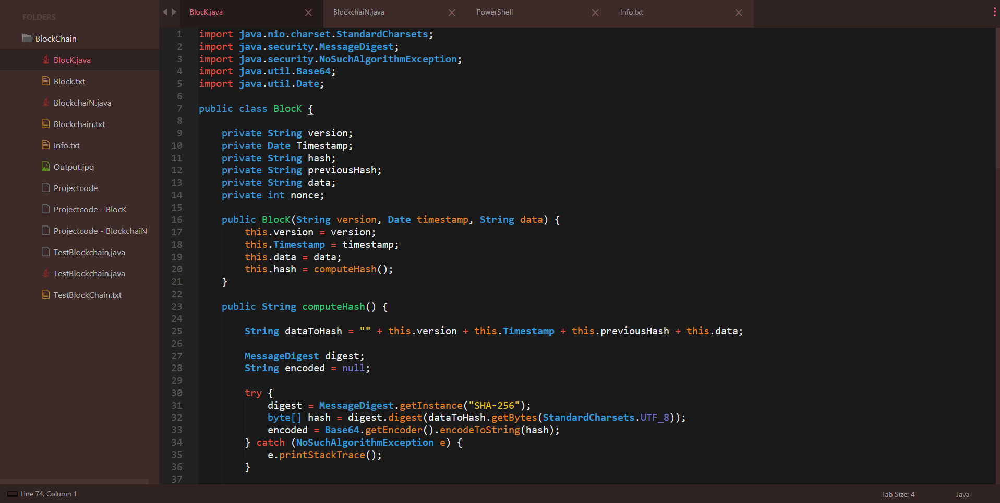 FOLDERS
BlockChain
BlocK.java
Block.txt
BlockchaiN.java
Blockchain.txt
Info.txt
Output.jpg
Projectcode
Projectcode - BlocK
Projectcode - BlockchaiN
TestBlockchain,java
TestBlockchain.java
TestBlockChain.txt
BlocK.java
BlockchaiN.java
PowerShell
Info.txt
1 import java.nio.charset.StandardCharsets;
2 import java.security.MessageDigest;
3 import java.security.NoSuchAlgorithmException;
4 import java.util.Base64;
5 import java.util.Date;
6
7 public class BlocK {
8
9     private String version;
10     private Date Timestamp;
11     private String hash;
12     private String previousHash;
13     private String data;
14     private int nonce;
15
16     public BlocK(String version, Date timestamp, String data) {
17         this.version = version;
18         this.Timestamp = timestamp;
19         this.data = data;
20         this.hash = computeHash();
21     }
22
23     public String computeHash() {
24
25         String dataToHash = "" + this.version + this.Timestamp + this.previousHash + this.data;
26
27         MessageDigest digest;
28         String encoded = null;
29
30         try {
31             digest = MessageDigest.getInstance("SHA-256");
32             byte[] hash = digest.digest(dataToHash.getBytes(StandardCharsets.UTF_8));
33             encoded = Base64.getEncoder().encodeToString(hash);
34         } catch (NoSuchAlgorithmException e) {
35             e.printStackTrace();
36         }
37
Line 74, Column 1
Tab Size: 4
Java